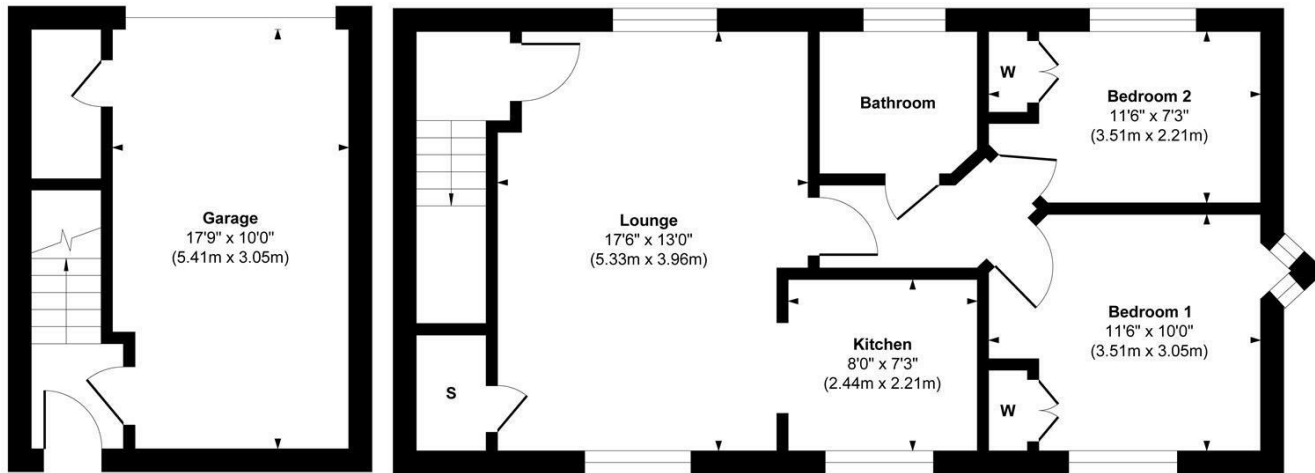 Garage
17'9" x 10'0"
(5.41m x 3.05m)
Lounge
17'6" x 13'0"
(5.33m x 3.96m)
S
Bathroom
Kitchen
8'0" x 7'3"
(2.44m x 2.21m)
W
Bedroom 2
11'6" x 7'3"
(3.51m x 2.21m)
Bedroom 1
11'6" x 10'0"
(3.51m x 3.05m)
W